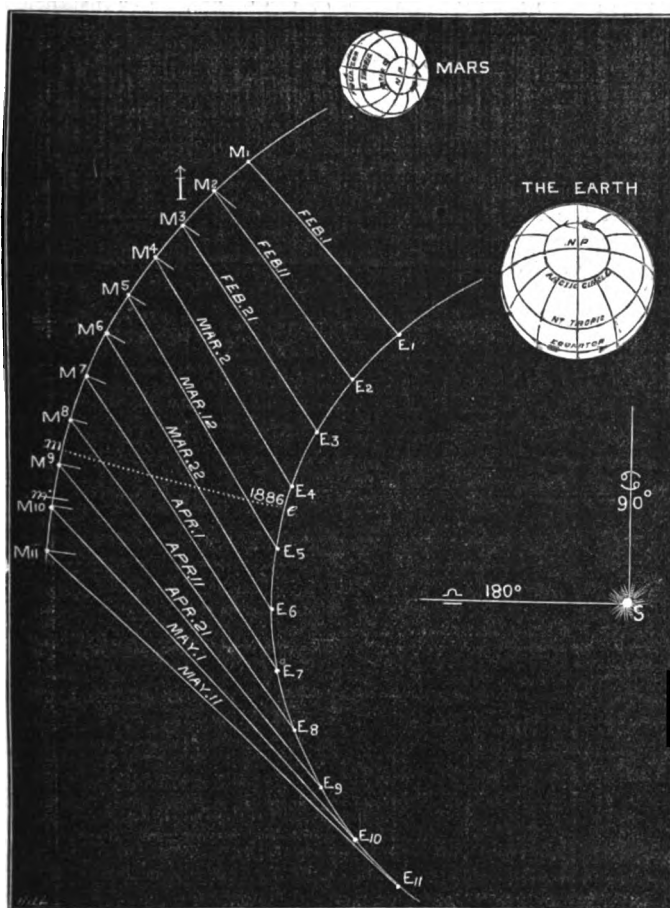 MARS
THE EARTH
N.P.
ARCTIC CIRCLE
Nn TROPIC
EQUATOR
M1
M2
M3
M4
M5
M6
M7
M8
M9
M10
M11
FEB. 1
FEB. 11
FEB. 21
MAR. 2
MAR. 12
MAR. 22
APR. 1
APR. 11
APR. 21
MAY. 1
MAY. 11
E1
E2
E3
E4
1886
e
E5
E6
E7
E8
E9
E10
E11
♋
90°
♎ 180°
S